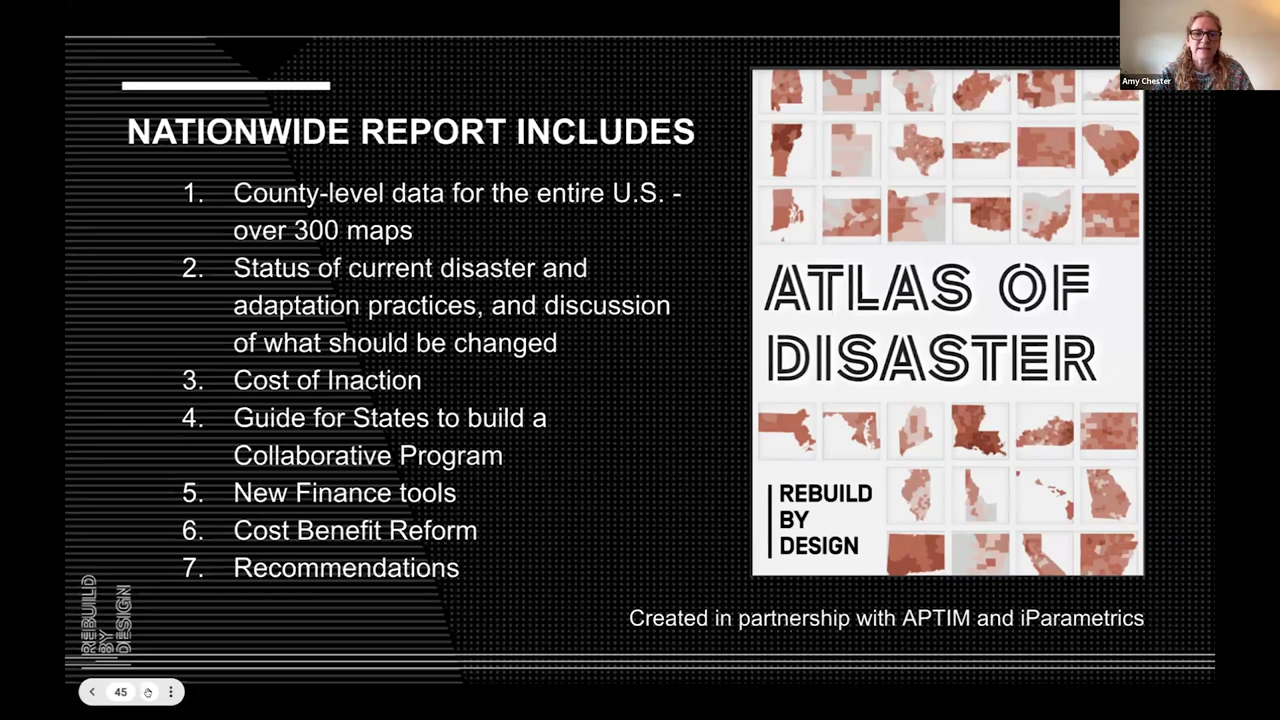 Amy Chester
NATIONWIDE REPORT INCLUDES
1. County-level data for the entire U.S. -
over 300 maps
2. Status of current disaster and
adaptation practices, and discussion
of what should be changed
3. Cost of Inaction
4. Guide for States to build a
Collaborative Program
5. New Finance tools
6. Cost Benefit Reform
7. Recommendations
ATLAS OF
DISASTER
REBUILD
BY
DESIGN
Created in partnership with APTIM and iParametrics
REBUILD
BY
DESIGN
45